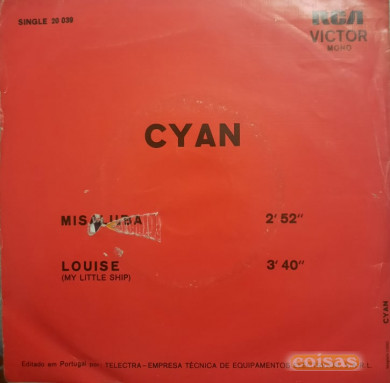 SINGLE 20 039
RCA
VICTOR
MONO
CYAN
2' 52"
LOUISE 3' 40"
(MY LITTLE SHIP)
CYAN
Editado em Portugal por TELECTRA-EMPRESA TÉCNICA DE EQUIPAMENTOS
coisas